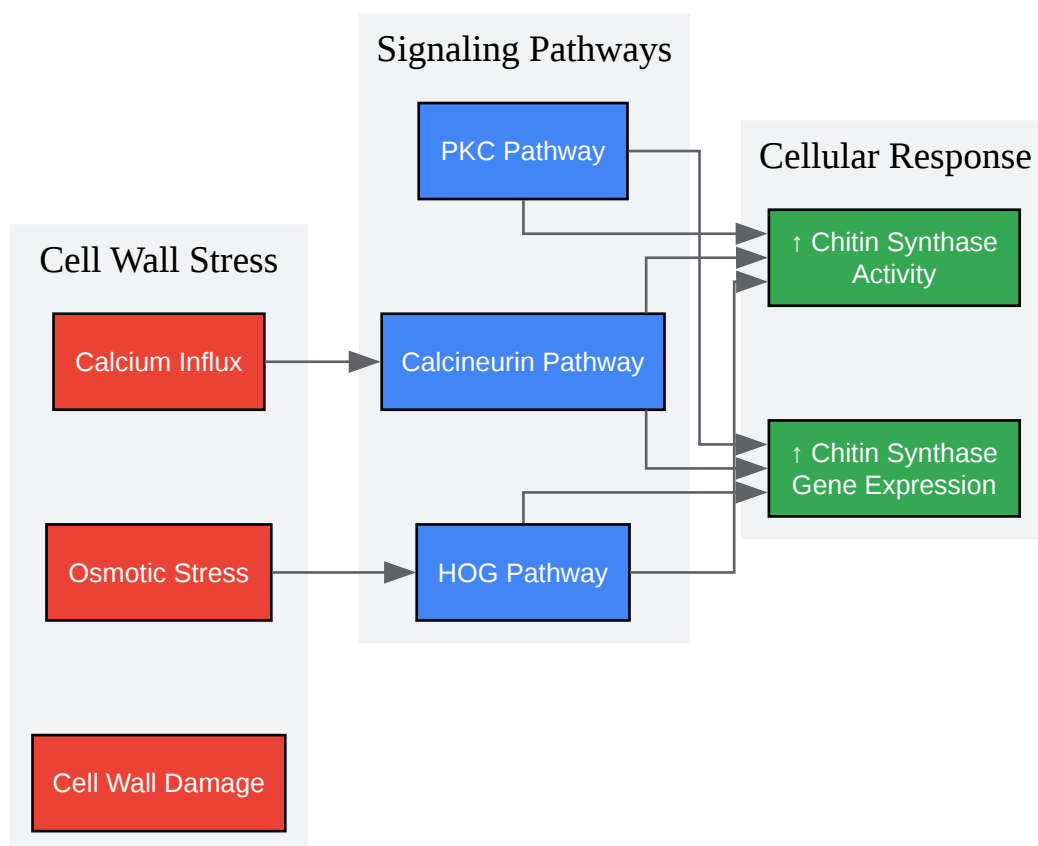 Cell Wall Stress
Calcium Influx
Osmotic Stress
Cell Wall Damage
Signaling Pathways
PKC Pathway
Calcineurin Pathway
HOG Pathway
Cellular Response
↑ Chitin Synthase
Activity
↑ Chitin Synthase
Gene Expression